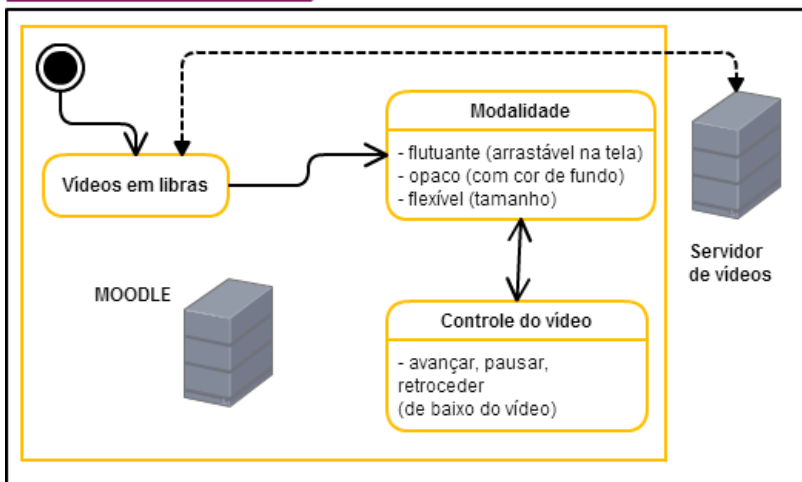 Modalidade
- flutuante (arrastável na tela)
- opaco (com cor de fundo)
- flexível (tamanho)
Vídeos em libras
Servidor
de vídeos
MOODLE
Controle do vídeo
- avançar, pausar,
retroceder
(de baixo do vídeo)